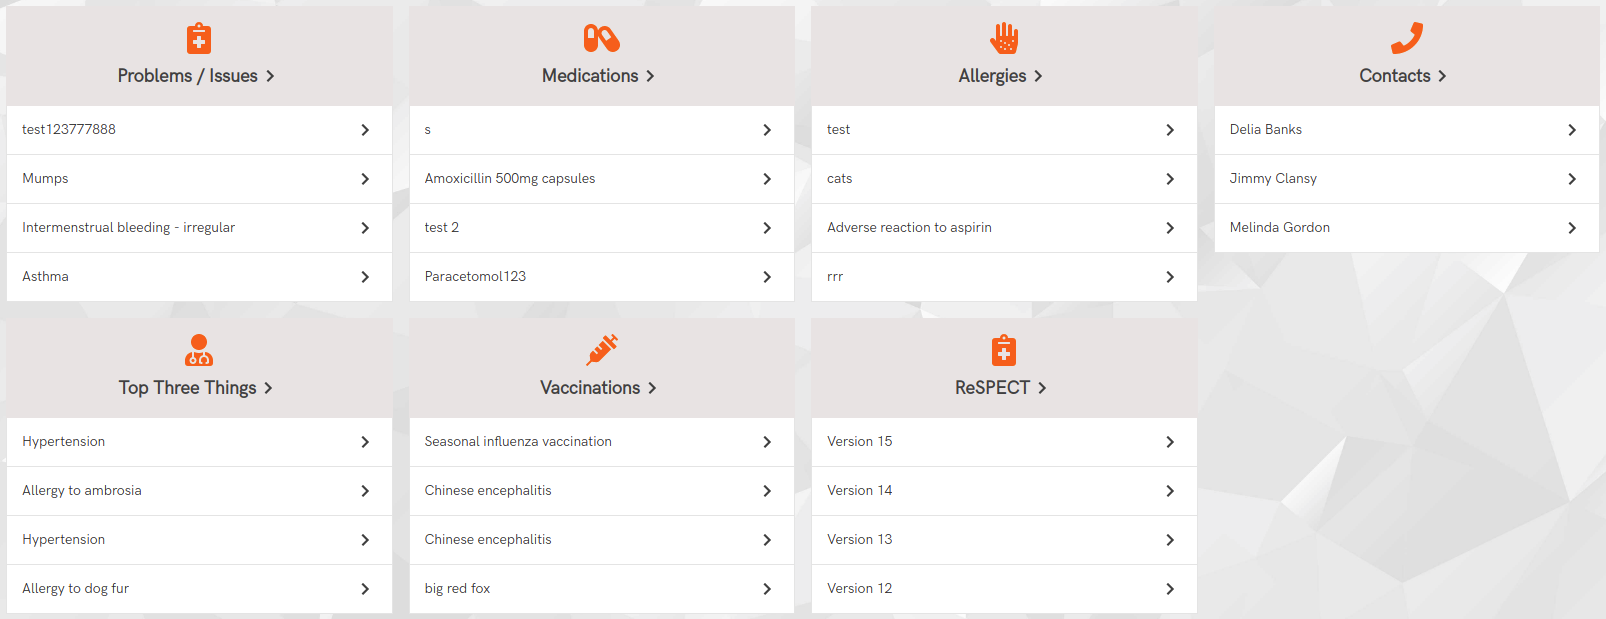 Problems / Issues
test123777888
Mumps
Intermenstrual bleeding - irregular
Asthma
Medications
s
Amoxicillin 500mg capsules
test 2
Paracetomol123
Allergies
test
cats
Adverse reaction to aspirin
rrr
Contacts
Delia Banks
Jimmy Clansy
Melinda Gordon
Top Three Things
Hypertension
Allergy to ambrosia
Hypertension
Allergy to dog fur
Vaccinations
Seasonal influenza vaccination
Chinese encephalitis
Chinese encephalitis
big red fox
ReSPECT
Version 15
Version 14
Version 13
Version 12